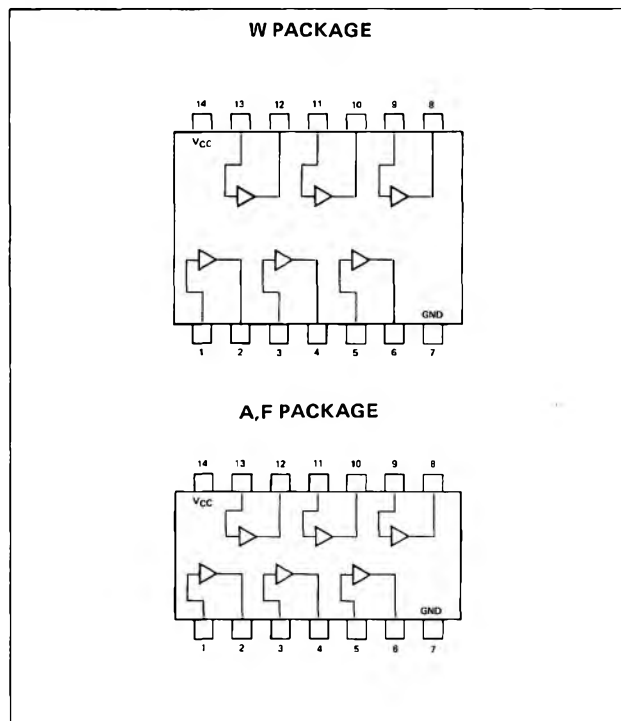 W PACKAGE
14 13 12 11 10 9 8
VCC
GND
1 2 3 4 5 6 7
A,F PACKAGE
14 13 12 11 10 9 8
VCC
GND
1 2 3 4 5 6 7